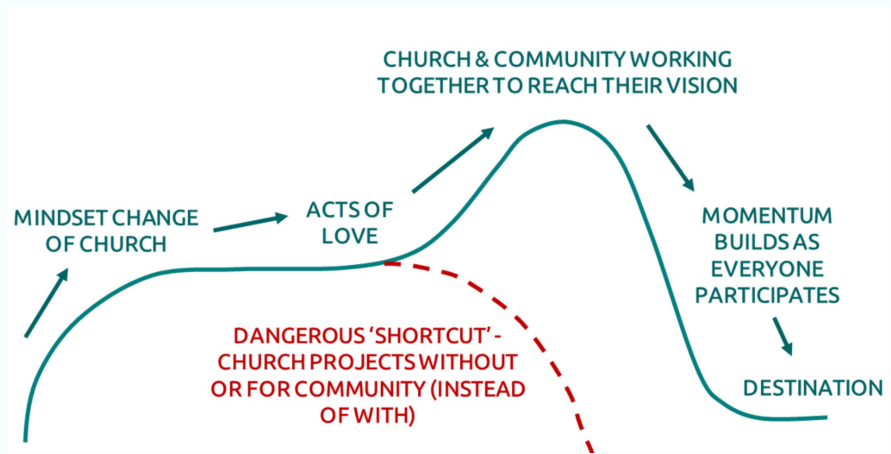 CHURCH & COMMUNITY WORKING
TOGETHER TO REACH THEIR VISION
MINDSET CHANGE
OF CHURCH
ACTS OF
LOVE
MOMENTUM
BUILDS AS
EVERYONE
PARTICIPATES
DANGEROUS ‘SHORTCUT’ -
CHURCH PROJECTS WITHOUT
OR FOR COMMUNITY (INSTEAD
OF WITH)
DESTINATION